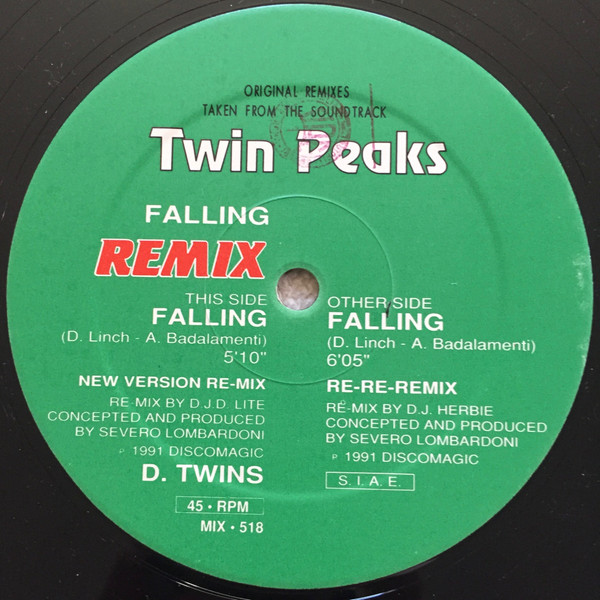 ORIGINAL REMIXES
TAKEN FROM THE SOUNDTRACK
Twin Peaks
FALLING
REMIX
THIS SIDE
FALLING
(D. Linch - A. Badalamenti)
5'10"
NEW VERSION RE-MIX
RE-MIX BY D.J.D. LITE
CONCEPTED AND PRODUCED
BY SEVERO LOMBARDONI
℗ 1991 DISCOMAGIC
D. TWINS
45 • RPM
MIX • 518
OTHER SIDE
FALLING
(D. Linch - A. Badalamenti)
6'05"
RE-RE-REMIX
RE-MIX BY D.J. HERBIE
CONCEPTED AND PRODUCED
BY SEVERO LOMBARDONI
℗ 1991 DISCOMAGIC
S. I. A. E.